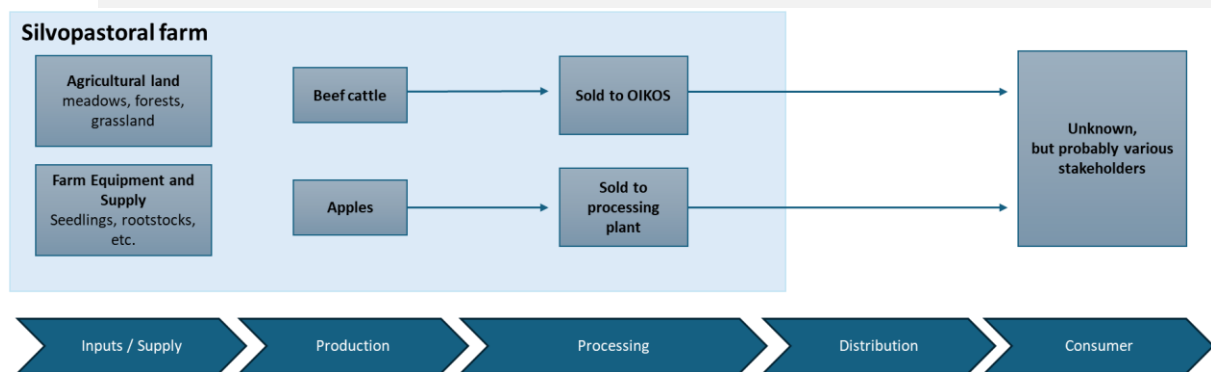 Silvopastoral farm
Agricultural land
meadows, forests,
grassland
Farm Equipment and
Supply
Seedlings, rootstocks,
etc.
Beef cattle
Apples
Sold to OIKOS
Sold to
processing
plant
Unknown,
but probably various
stakeholders
Inputs / Supply
Production
Processing
Distribution
Consumer